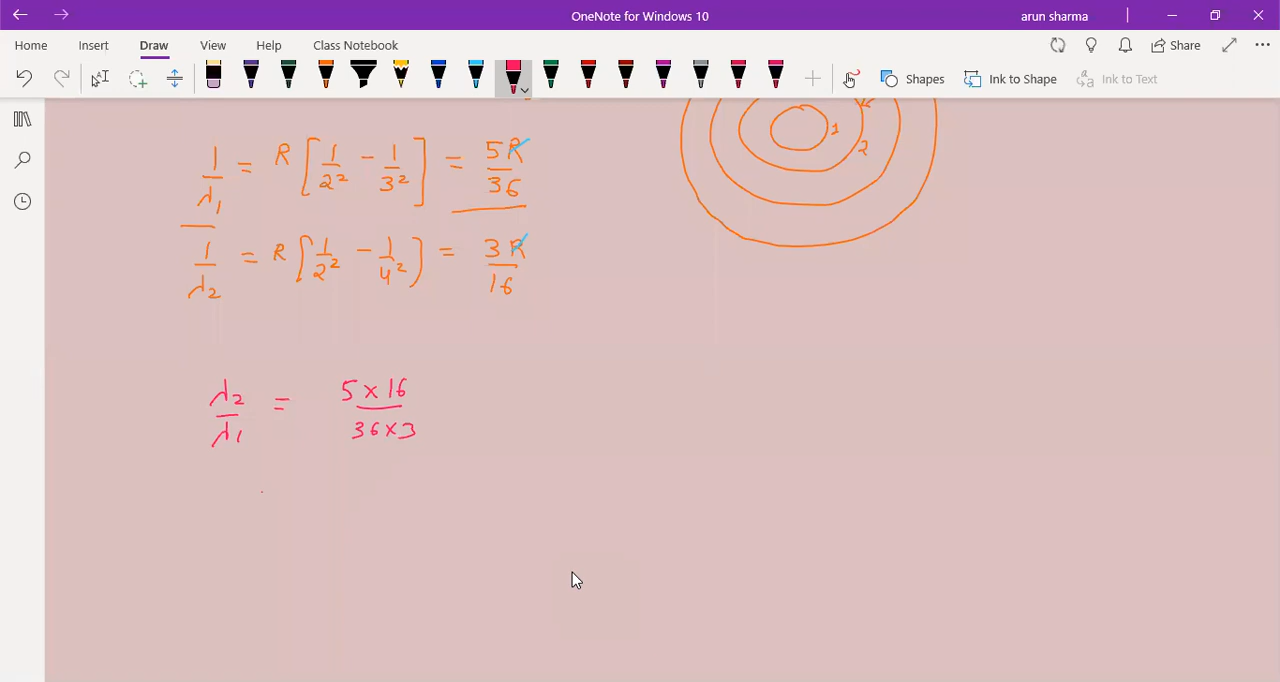 OneNote for Windows 10
arun sharma
Home Insert Draw View Help Class Notebook
Share
Shapes
Ink to Shape
Ink to Text
1/λ₁ = R[1/2² − 1/3²] = 5R/36
1/λ₂ = R[1/2² − 1/4²] = 3R/16
λ₂/λ₁ = 5×16/36×3
1
2